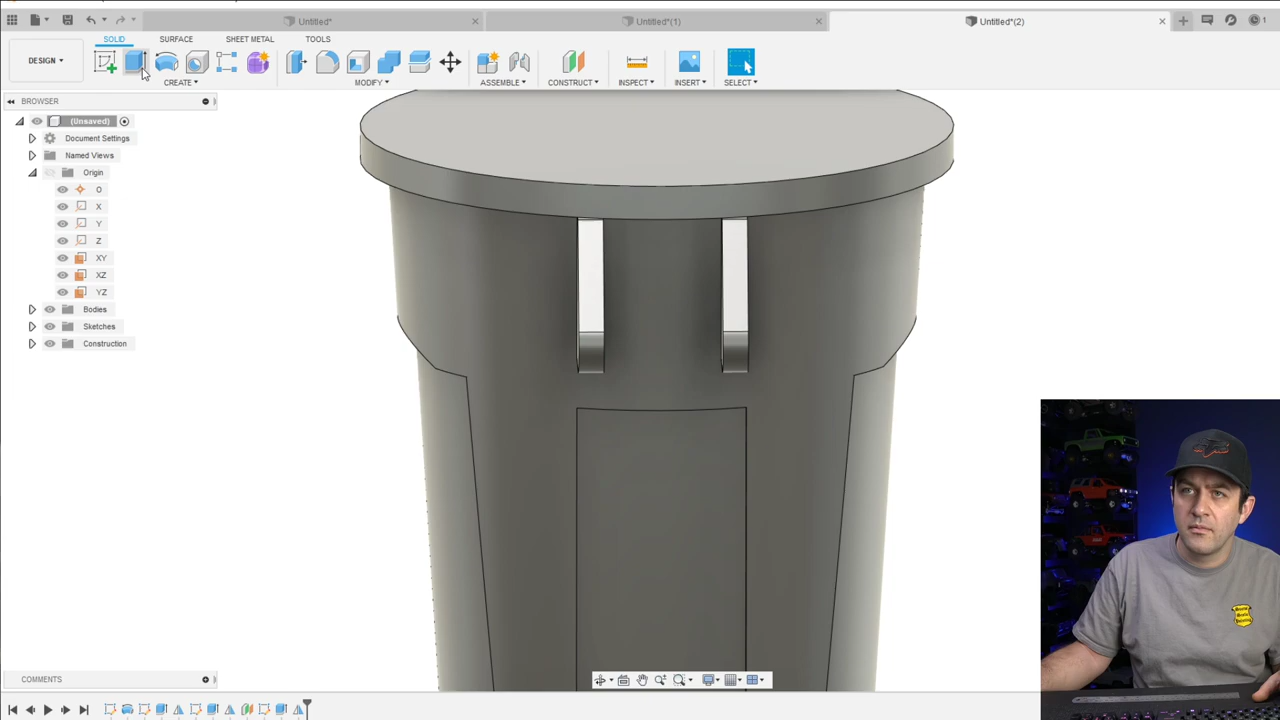 Untitled*
Untitled*(1)
Untitled*(2)
1
DESIGN
SOLID
SURFACE
SHEET METAL
TOOLS
CREATE
MODIFY
ASSEMBLE
CONSTRUCT
INSPECT
INSERT
SELECT
BROWSER
(Unsaved)
Document Settings
Named Views
Origin
O
X
Y
Z
XY
XZ
YZ
Bodies
Sketches
Construction
COMMENTS